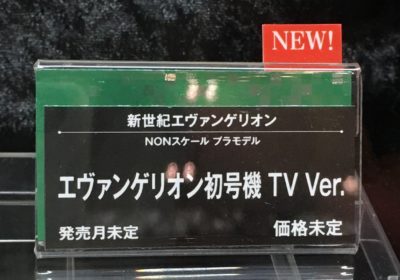 NEW!
新世紀エヴァンゲリオン
NONスケール プラモデル
エヴァンゲリオン初号機 TV Ver.
発売月未定 価格未定